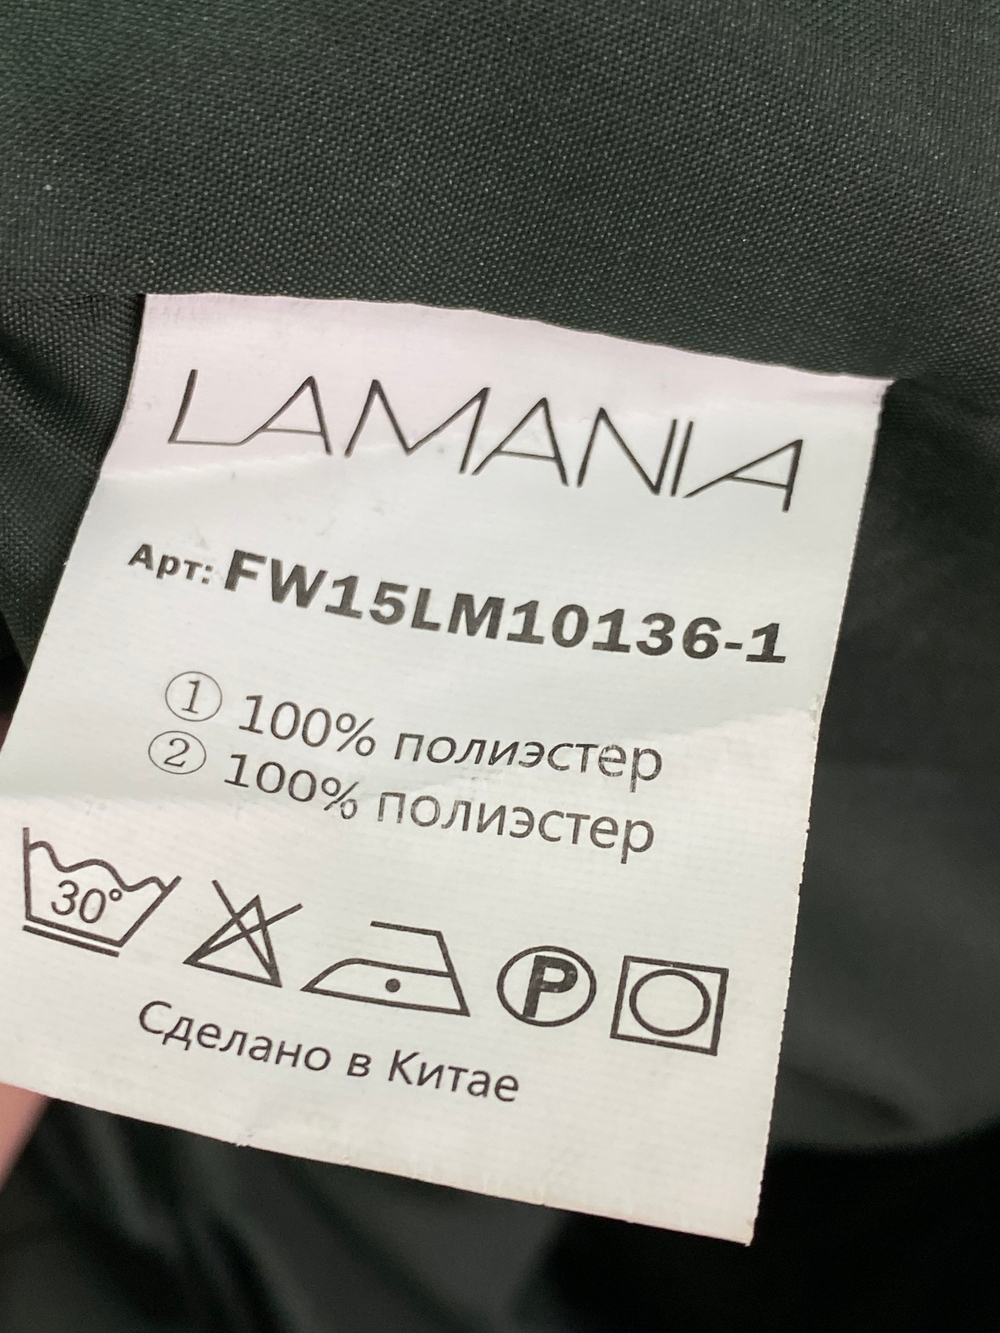 LAMANIA
Арт: FW15LM10136-1
① 100% полиэстер
② 100% полиэстер
30°
P
Сделано в Китае